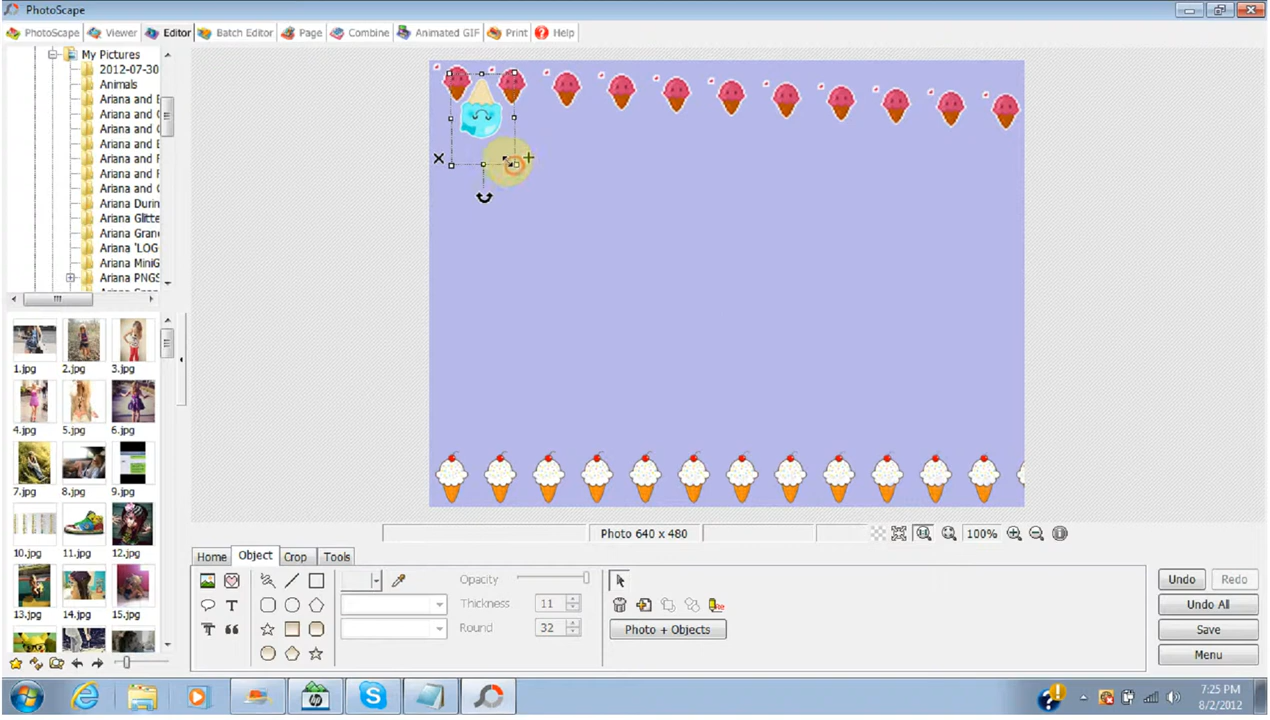 PhotoScape
PhotoScape Viewer Editor Batch Editor Page Combine Animated GIF Print Help
My Pictures
2012-07-30
Animals
Ariana and E
Ariana and
Ariana and
Ariana and E
Ariana and F
Ariana and
Ariana and
Ariana Durin
Ariana Glitte
Ariana Gran
Ariana 'LOG
Ariana MiniG
Ariana PNGS
1.jpg 2.jpg 3.jpg
4.jpg 5.jpg 6.jpg
7.jpg 8.jpg 9.jpg
10.jpg 11.jpg 12.jpg
13.jpg 14.jpg 15.jpg
Photo 640 x 480 100%
Home Object Crop Tools
Opacity
Thickness 11
Round 32
Photo + Objects
Undo Redo
Undo All
Save
Menu
7:25 PM
8/2/2012